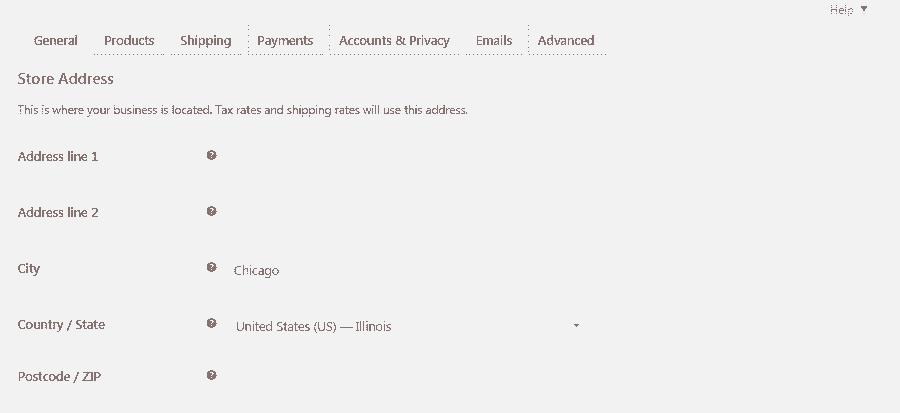 Help
General Products Shipping Payments Accounts & Privacy Emails Advanced
Store Address
This is where your business is located. Tax rates and shipping rates will use this address.
Address line 1
Address line 2
City Chicago
Country / State United States (US) — Illinois
Postcode / ZIP